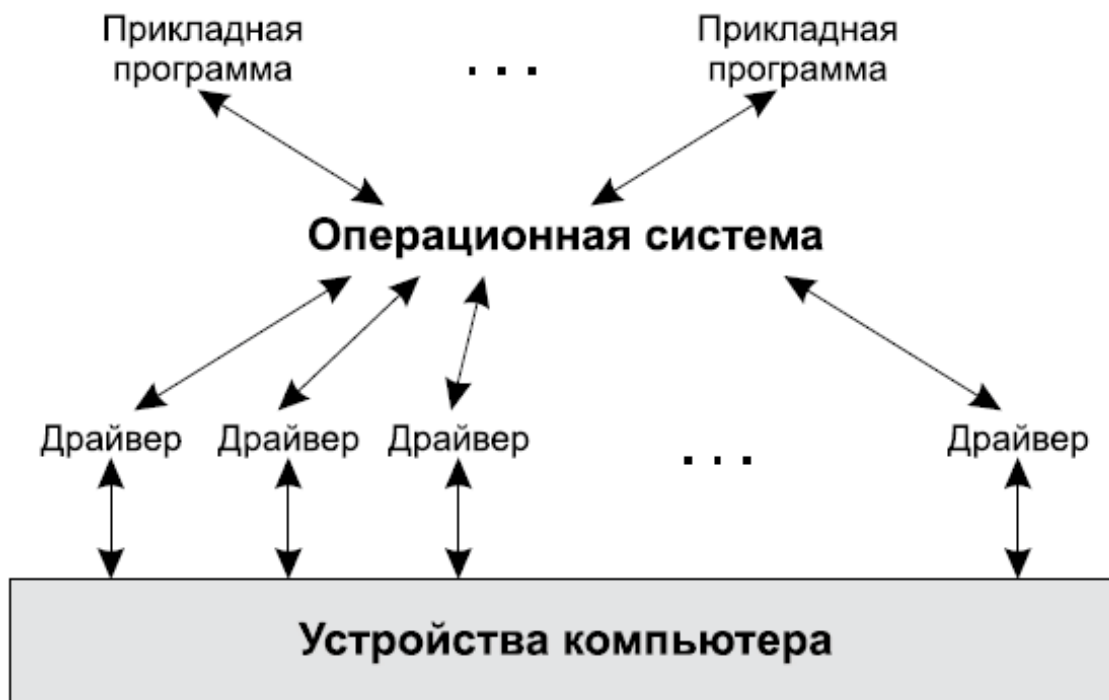 Прикладная
программа
. . .
Прикладная
программа
Операционная система
Драйвер Драйвер Драйвер . . . Драйвер
Устройства компьютера